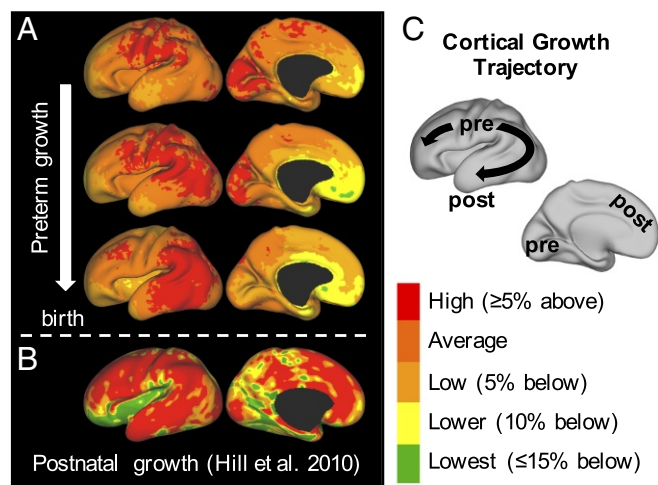 A
Preterm growth
birth
B
Postnatal growth (Hill et al. 2010)
C
Cortical Growth
Trajectory
pre
post
post
pre
High (≥5% above)
Average
Low (5% below)
Lower (10% below)
Lowest (≤15% below)